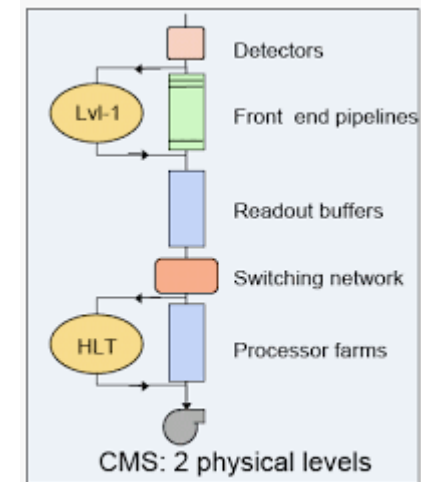 Detectors
Lvl-1
Front end pipelines
Readout buffers
Switching network
HLT
Processor farms
CMS: 2 physical levels